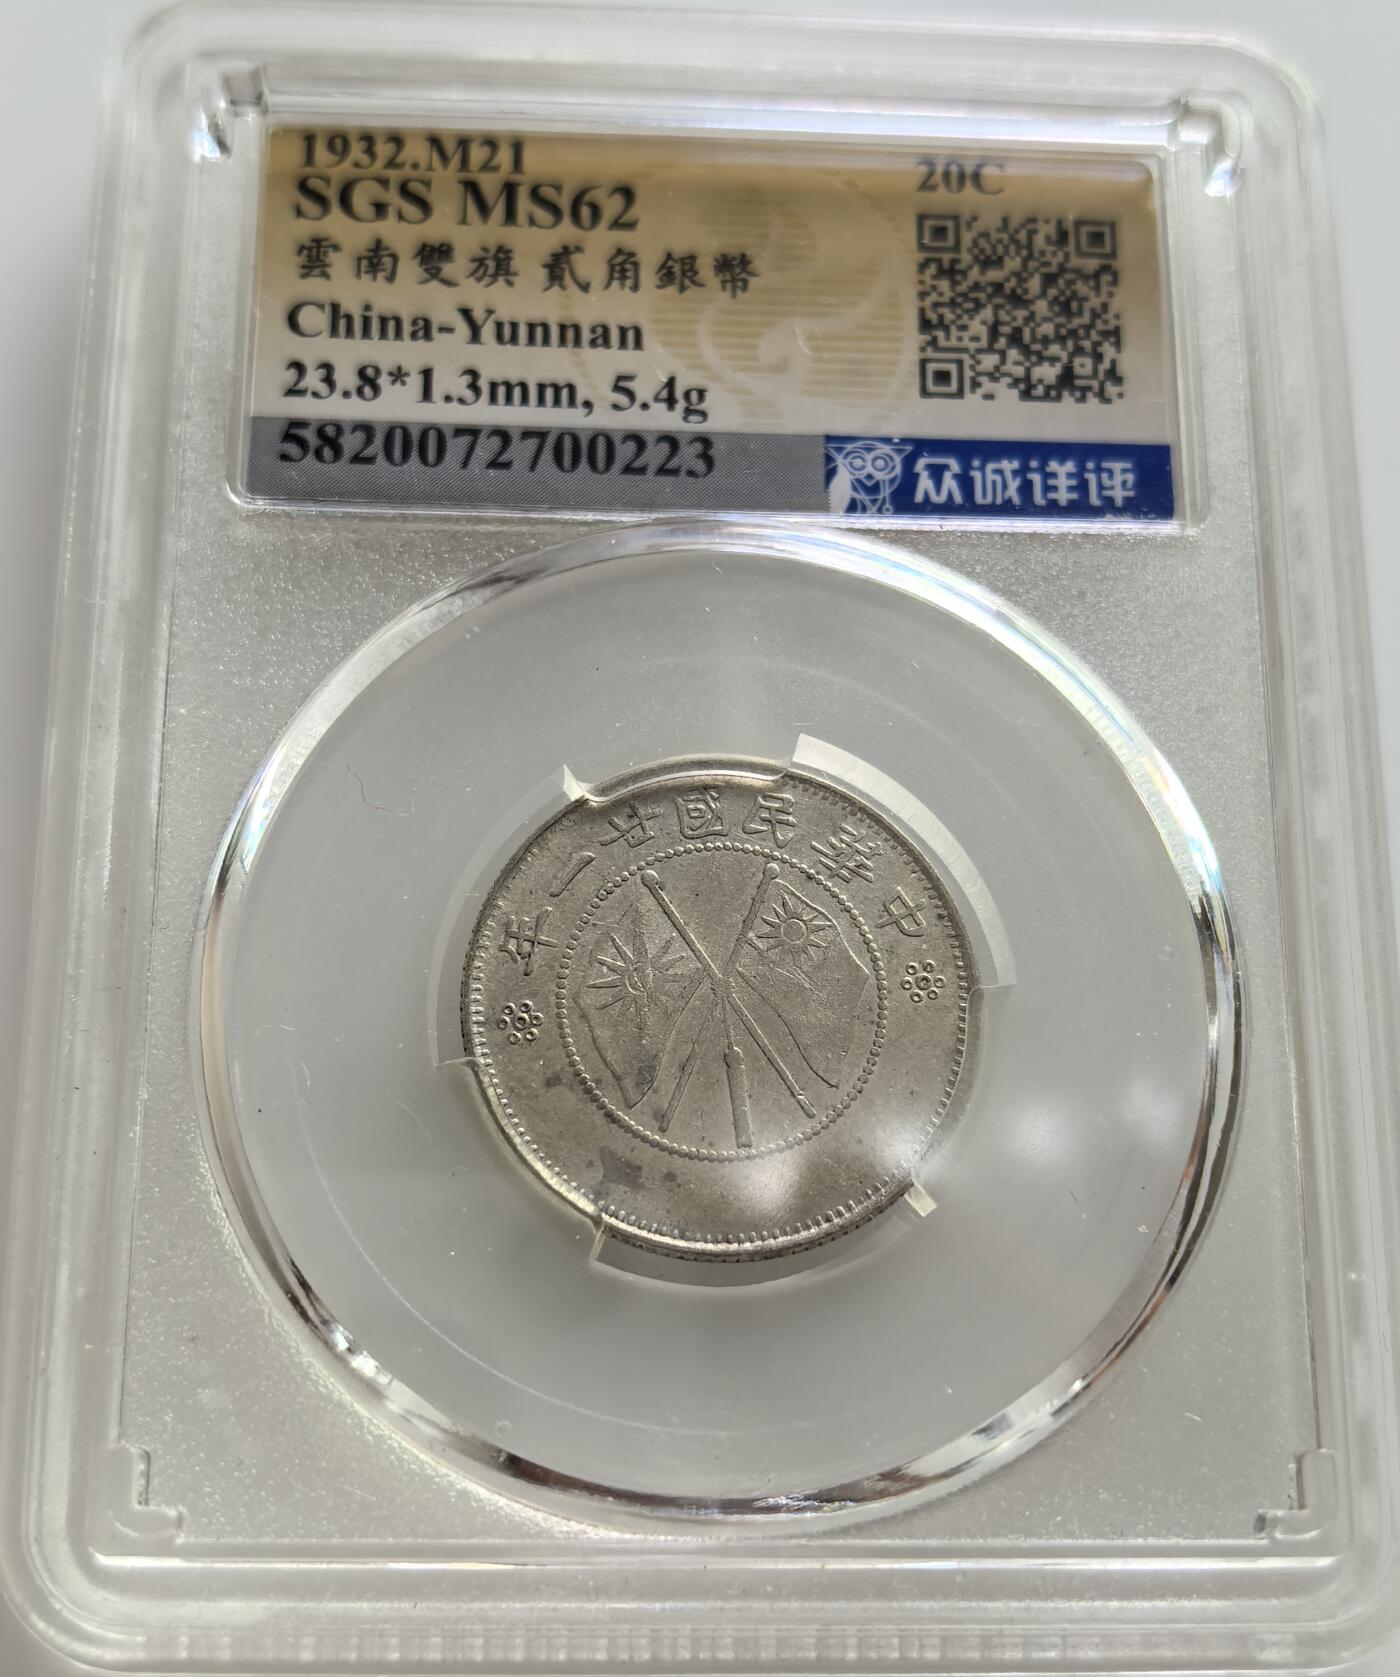 1932.M21
20C
SGS MS62
雲南雙旗 貳角銀幣
China-Yunnan
23.8*1.3mm, 5.4g
5820072700223
众诚详评
中華民國廿一年